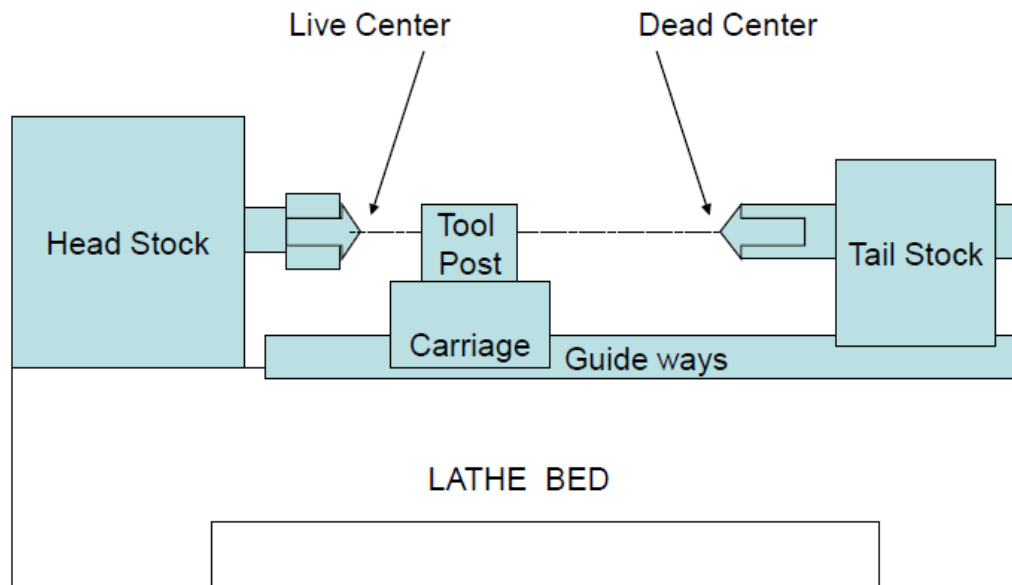 Live Center
Dead Center
Head Stock
Tool
Post
Tail Stock
Carriage
Guide ways
LATHE BED